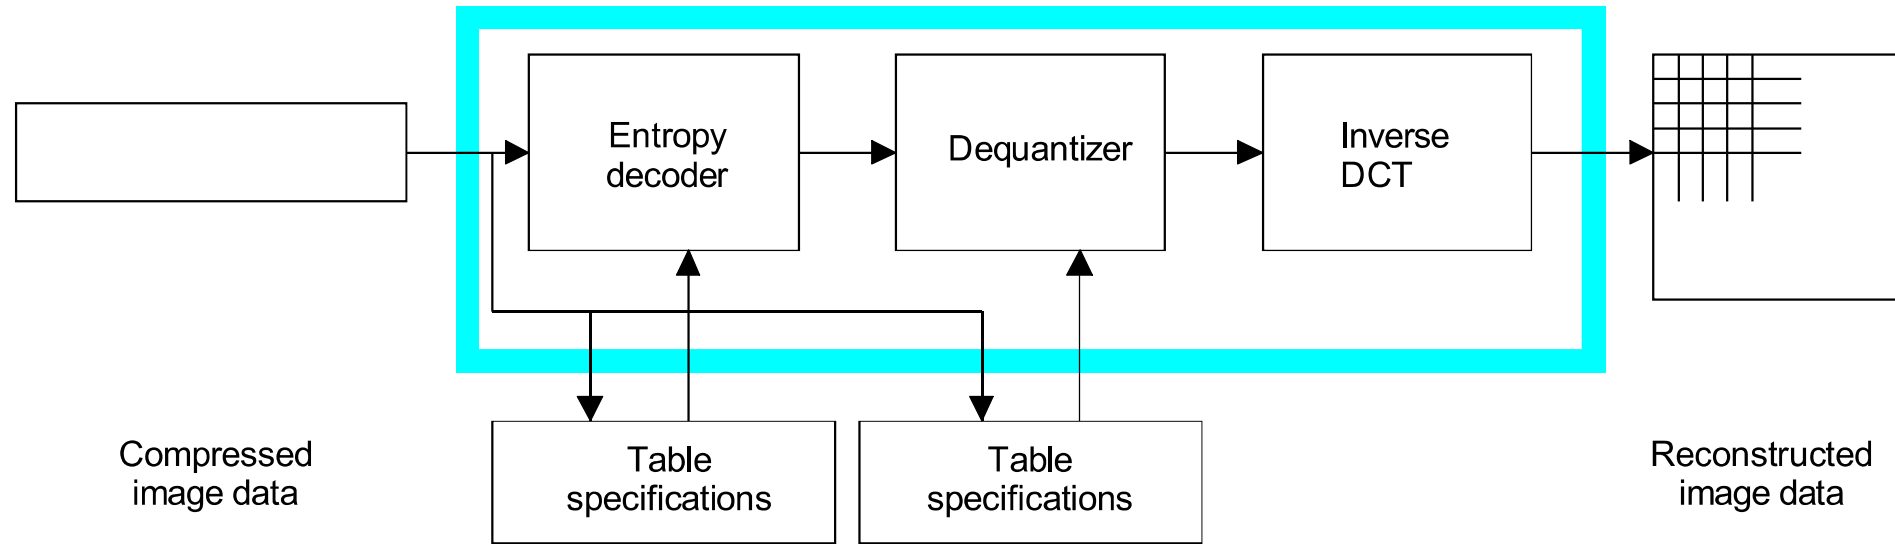 Entropy
decoder
Dequantizer
Inverse
DCT
Compressed
image data
Table
specifications
Table
specifications
Reconstructed
image data